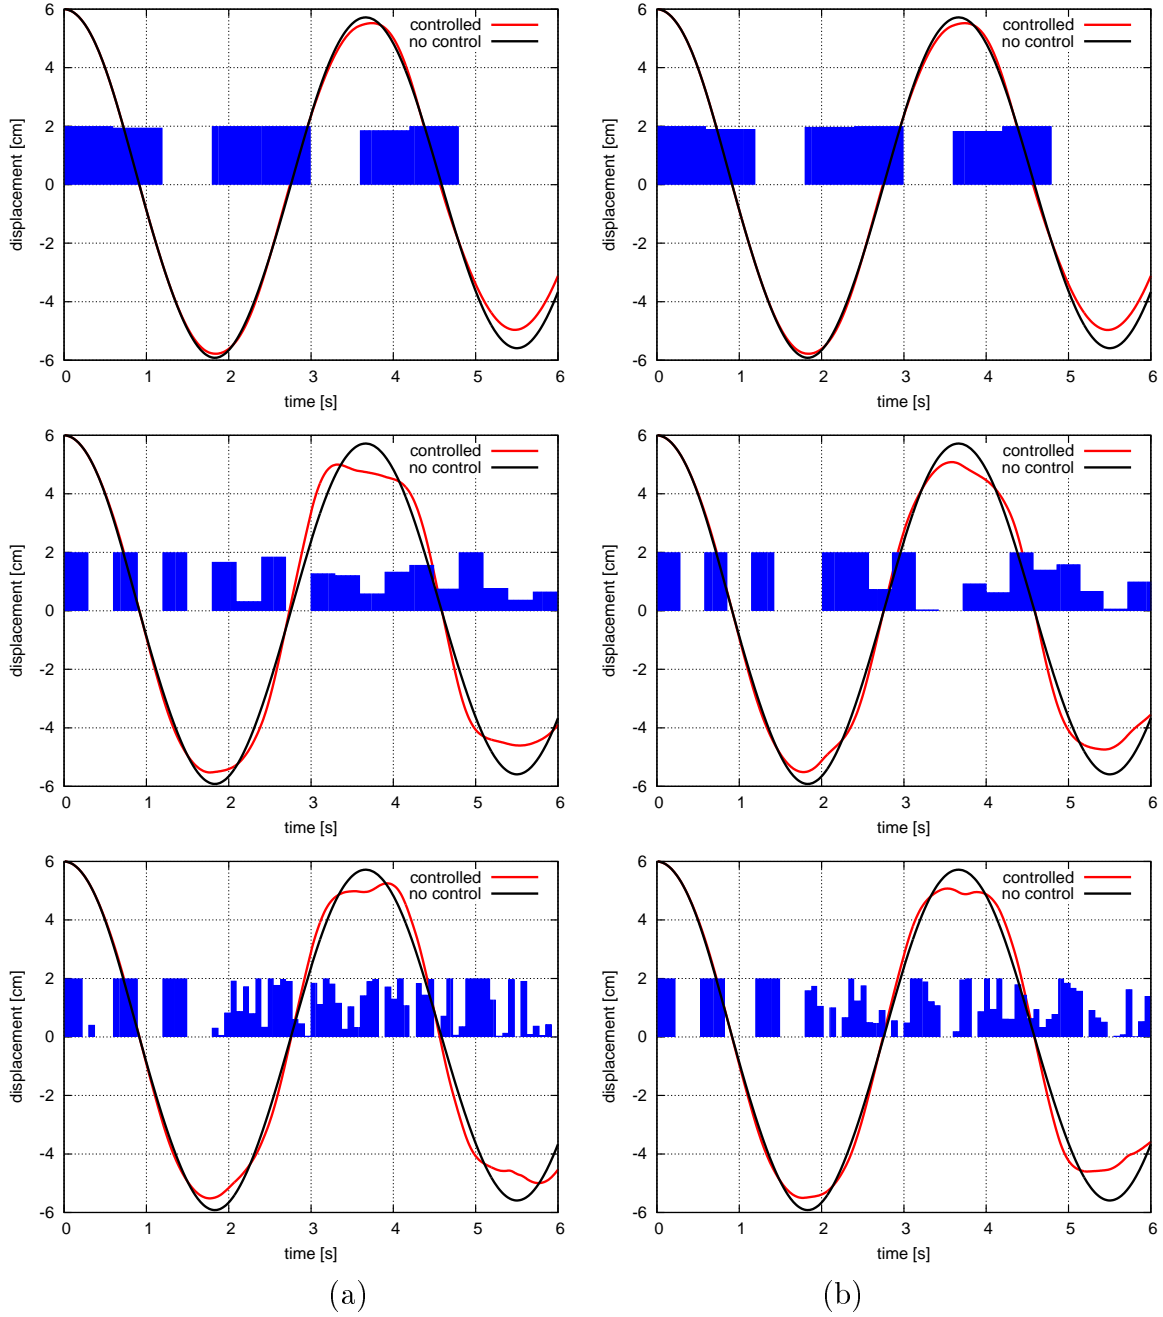 controlled
no control
6
4
2
0
-2
-4
-6
displacement [cm]
0 1 2 3 4 5 6
time [s]
controlled
no control
6
4
2
0
-2
-4
-6
displacement [cm]
0 1 2 3 4 5 6
time [s]
controlled
no control
6
4
2
0
-2
-4
-6
displacement [cm]
0 1 2 3 4 5 6
time [s]
controlled
no control
6
4
2
0
-2
-4
-6
displacement [cm]
0 1 2 3 4 5 6
time [s]
controlled
no control
6
4
2
0
-2
-4
-6
displacement [cm]
0 1 2 3 4 5 6
time [s]
controlled
no control
6
4
2
0
-2
-4
-6
displacement [cm]
0 1 2 3 4 5 6
time [s]
(a) (b)